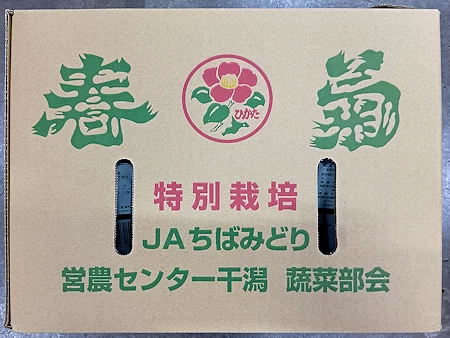 春菊
ひかた
特別栽培
JAちばみどり
営農センター干潟 蔬菜部会